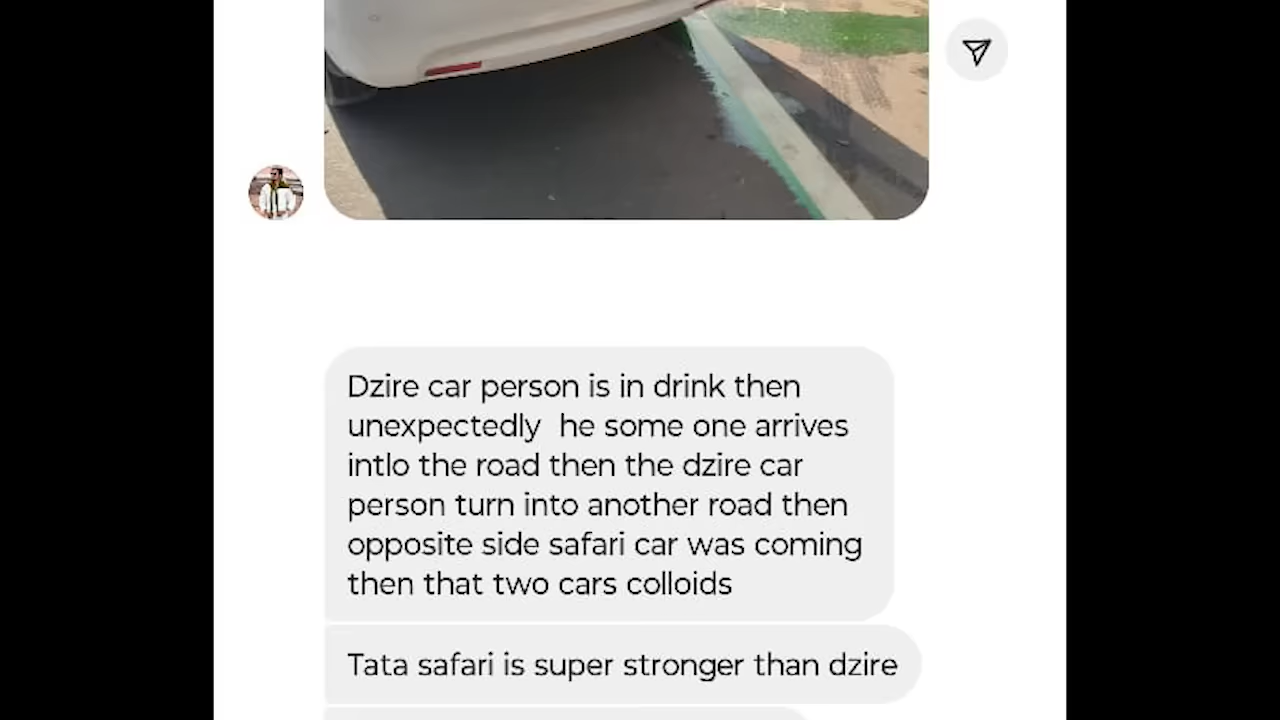 Dzire car person is in drink then
unexpectedly  he some one arrives
intlo the road then the dzire car
person turn into another road then
opposite side safari car was coming
then that two cars colloids
Tata safari is super stronger than dzire